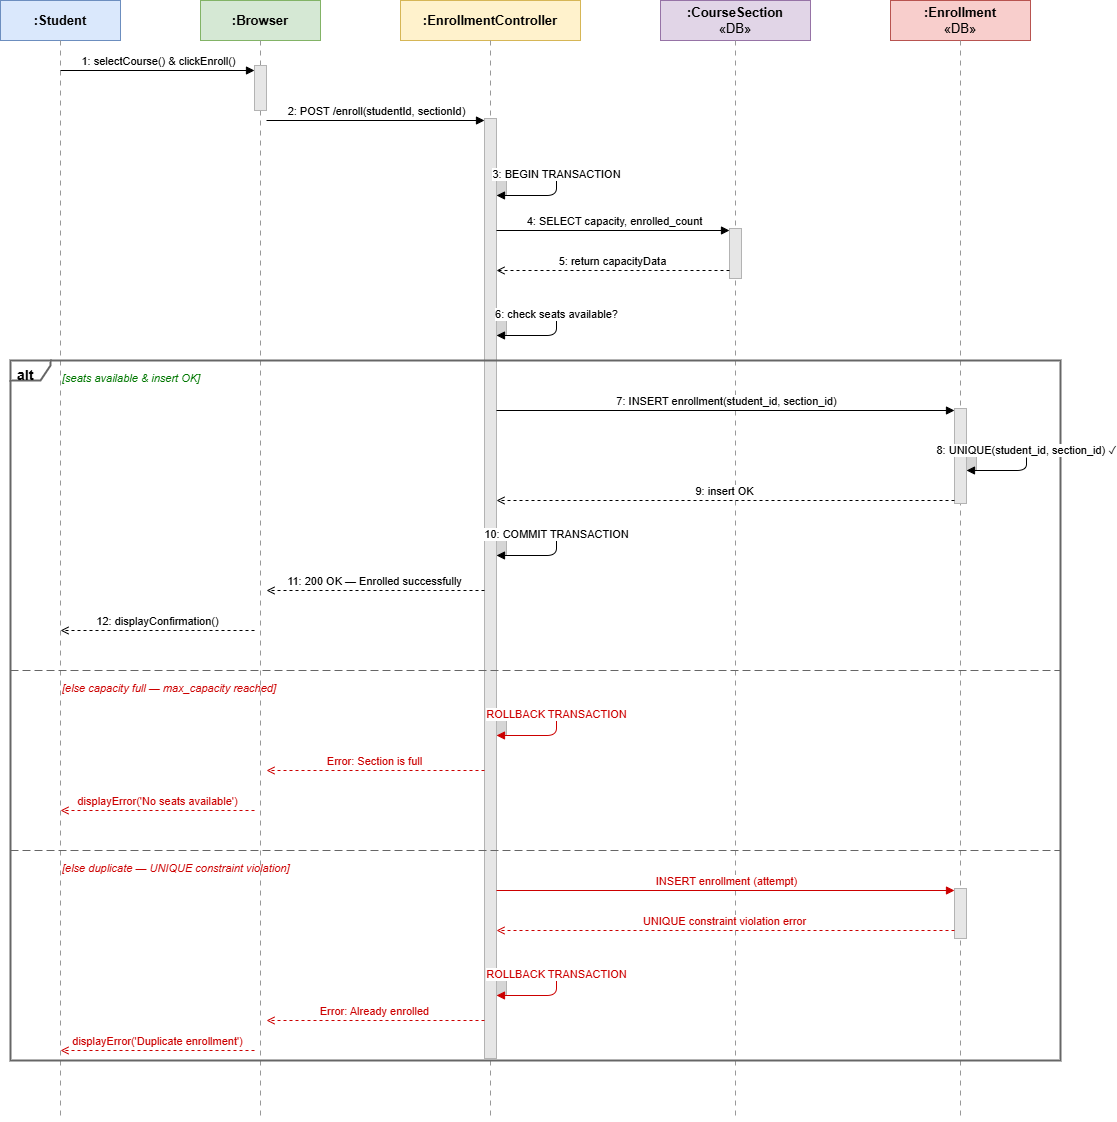 :Student
:Browser
:EnrollmentController
:CourseSection
«DB»
:Enrollment
«DB»
1: selectCourse() & clickEnroll()
2: POST /enroll(studentId, sectionId)
3: BEGIN TRANSACTION
4: SELECT capacity, enrolled_count
5: return capacityData
6: check seats available?
alt
[seats available & insert OK]
7: INSERT enrollment(student_id, section_id)
8: UNIQUE(student_id, section_id) ✓
9: insert OK
10: COMMIT TRANSACTION
11: 200 OK — Enrolled successfully
12: displayConfirmation()
[else capacity full — max_capacity reached]
ROLLBACK TRANSACTION
Error: Section is full
displayError('No seats available')
[else duplicate — UNIQUE constraint violation]
INSERT enrollment (attempt)
UNIQUE constraint violation error
ROLLBACK TRANSACTION
Error: Already enrolled
displayError('Duplicate enrollment')